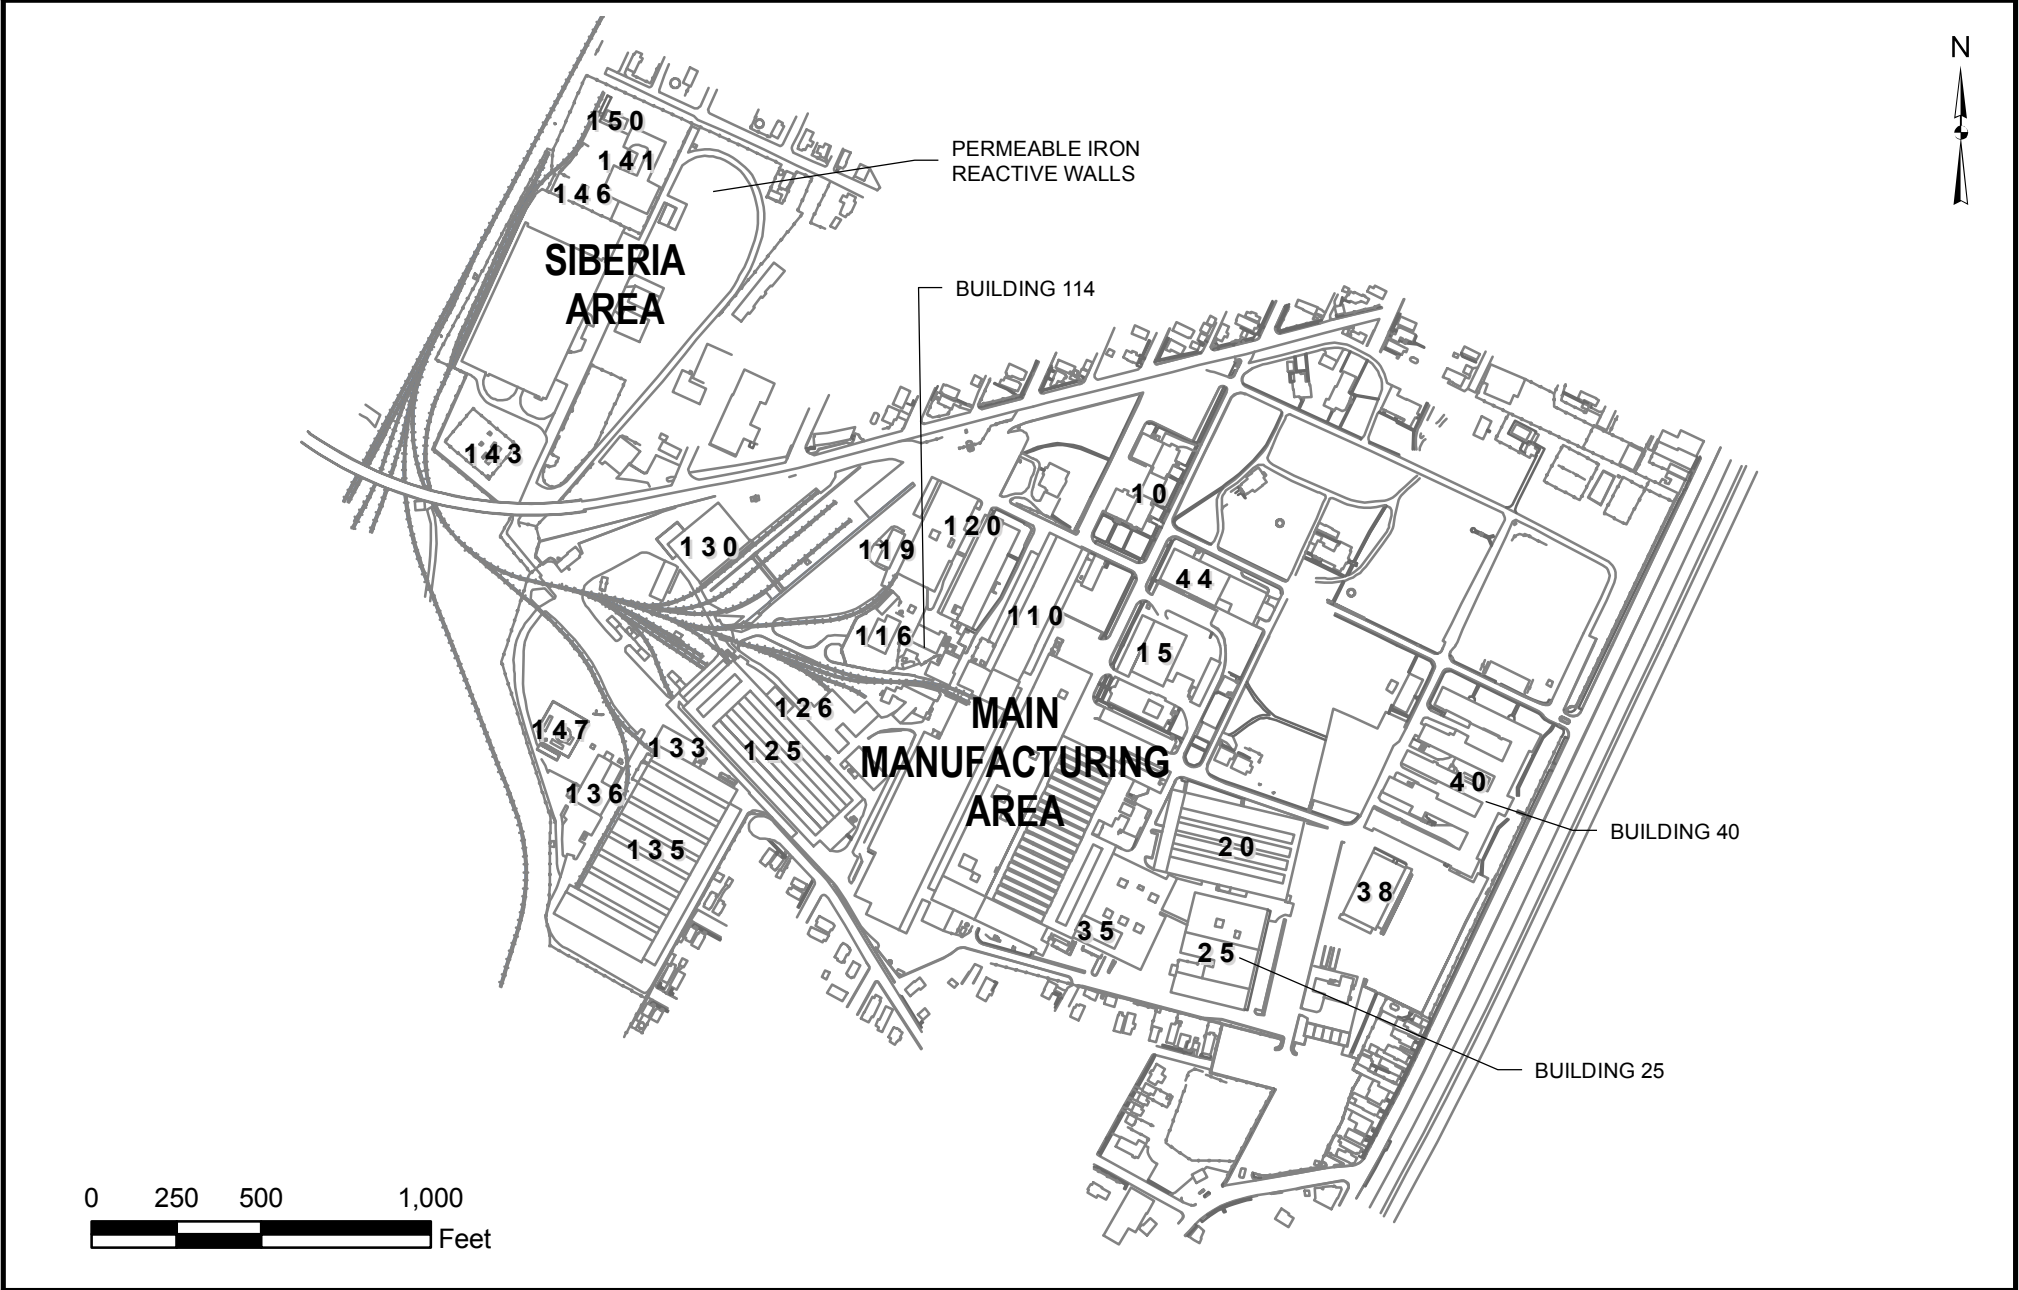 N
150
141
146
PERMEABLE IRON
REACTIVE WALLS
SIBERIA
AREA
BUILDING 114
143
10
120
130
119
44
110
116
15
126
MAIN
MANUFACTURING
AREA
147
133
125
136
40
135
20
BUILDING 40
38
35
25
BUILDING 25
0 250 500 1,000
Feet